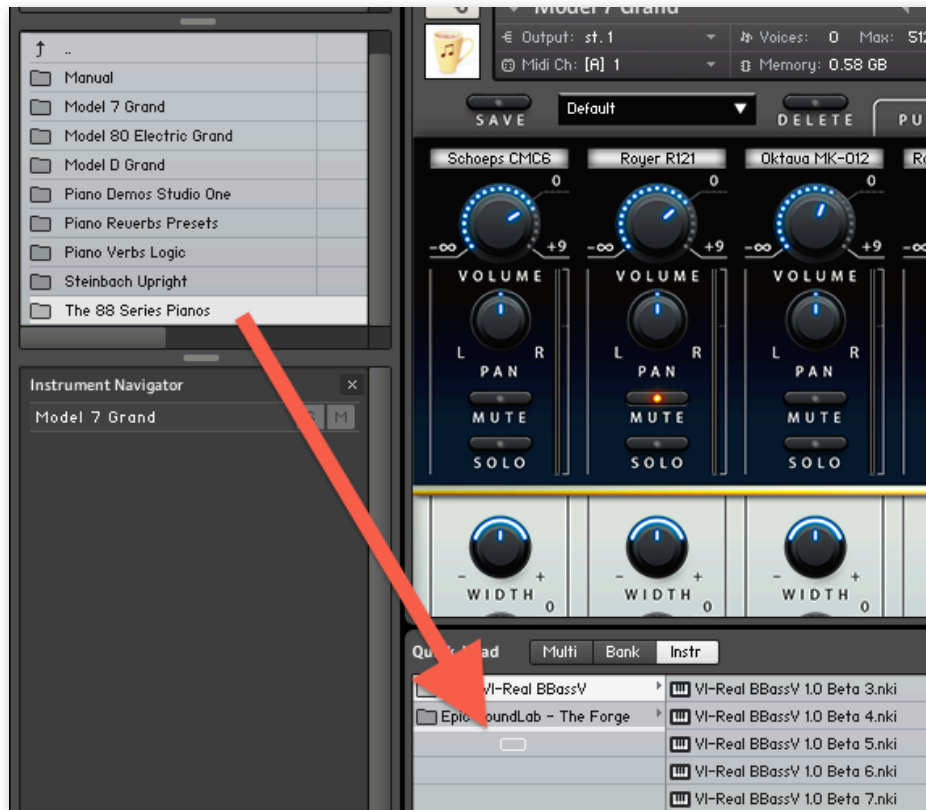 Model 7 Grand
Output: st. 1
Voices: 0 Max: 512
Midi Ch: [A] 1
Memory: 0.58 GB
..
Manual
Model 7 Grand
Model 80 Electric Grand
Model D Grand
Piano Demos Studio One
Piano Reverbs Presets
Piano Verbs Logic
Steinbach Upright
The 88 Series Pianos
SAVE
Default
DELETE
PU
Schoeps CMC6
Royer R121
Oktava MK-012
Ro
0
0
0
-∞ +9
-∞ +9
-∞ +9
-∞
VOLUME
VOLUME
VOLUME
L R
L R
L R
PAN
PAN
PAN
MUTE
MUTE
MUTE
SOLO
SOLO
SOLO
Instrument Navigator ×
Model 7 Grand S M
- +
- +
- +
WIDTH
WIDTH
WIDTH
0
0
0
Multi Bank Instr
VI-Real BBassV
Epic SoundLab - The Forge
VI-Real BBassV 1.0 Beta 3.nki
VI-Real BBassV 1.0 Beta 4.nki
VI-Real BBassV 1.0 Beta 5.nki
VI-Real BBassV 1.0 Beta 6.nki
VI-Real BBassV 1.0 Beta 7.nki